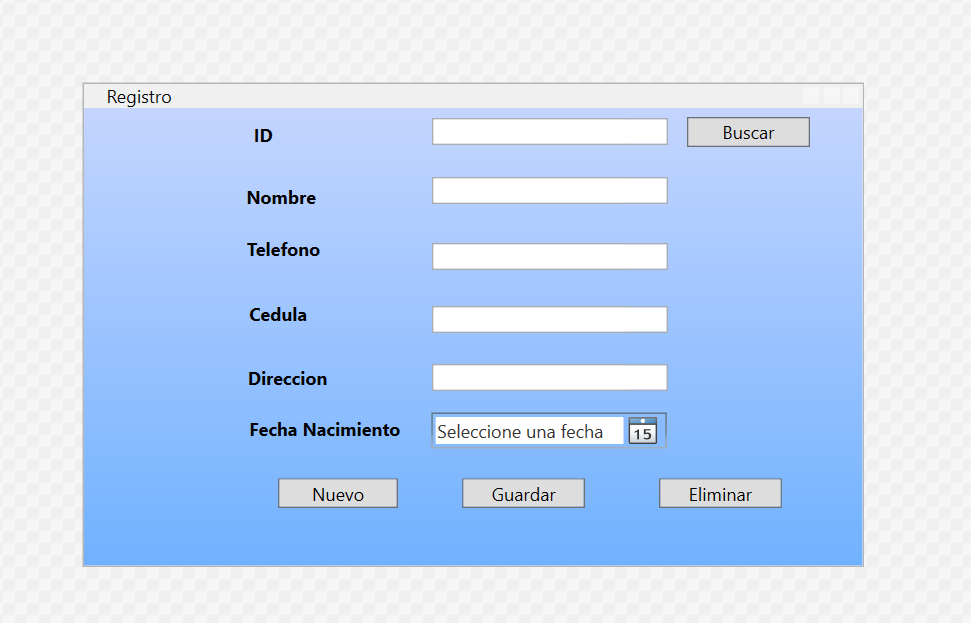 Registro
ID
Buscar
Nombre
Telefono
Cedula
Direccion
Fecha Nacimiento
Seleccione una fecha
15
Nuevo
Guardar
Eliminar